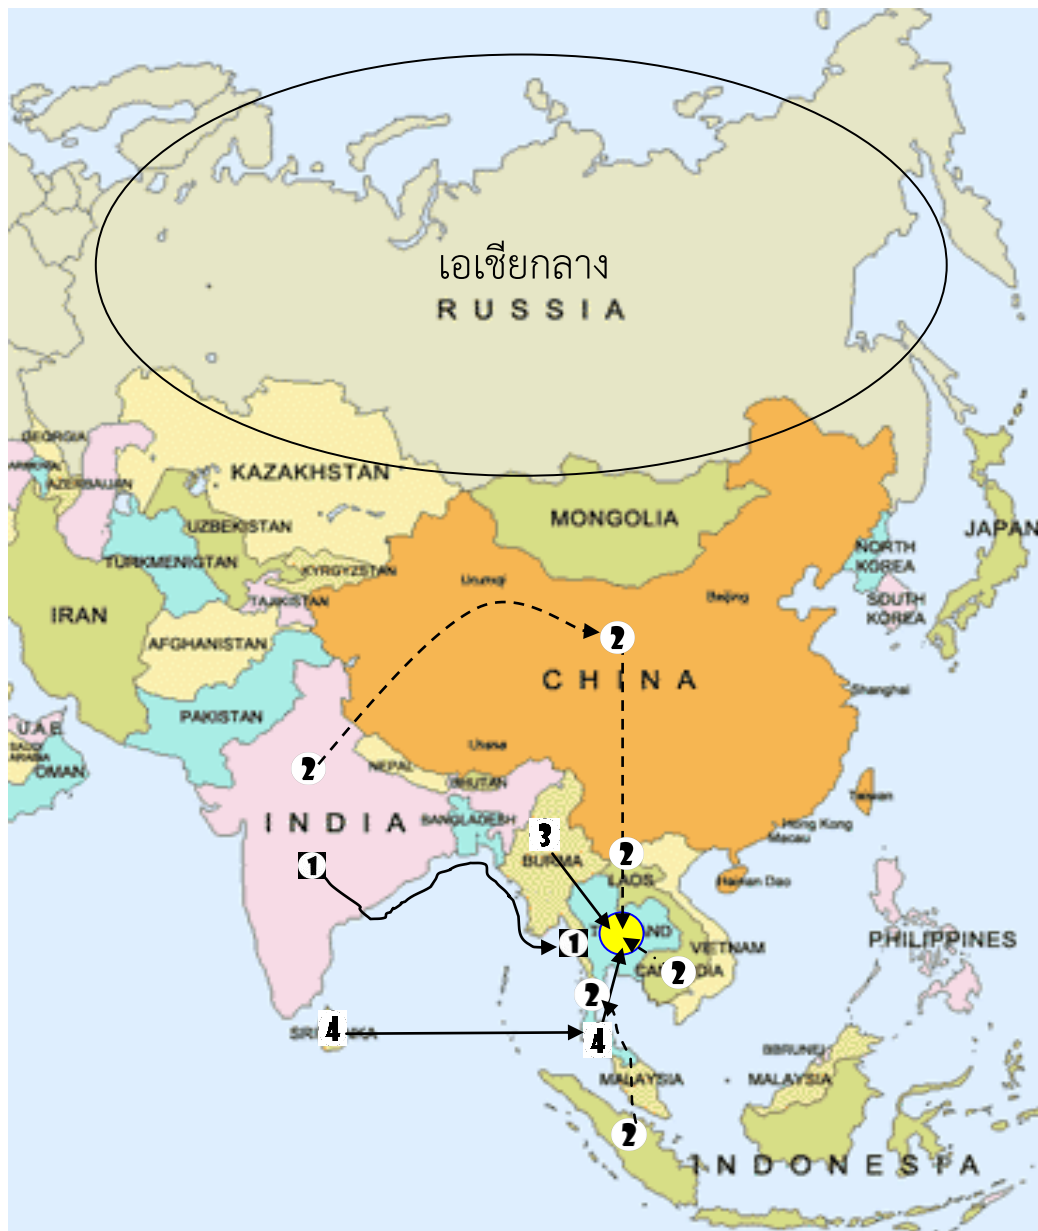 เอเชียกลาง
RUSSIA
GEORGIA
KAZAKHSTAN
AZERBAIJAN
MONGOLIA
UZBEKISTAN
JAPAN
NORTH
KOREA
TURKMENIGTAN
KYRGYZSTAN
Urumqi
Beijing
TAJIKISTAN
SOUTH
KOREA
IRAN
2
AFGHANISTAN
CHINA
Shanghai
PAKISTAN
U.A.E.
SAUDI
ARABIA
OMAN
Lhasa
2
NEPAL
BHUTAN
Taiwan
INDIA
BANGLADESH
Hong Kong
Macau
3
2
1
BURMA
LAOS
Hainan Dao
1
VIETNAM
PHILIPPINES
2
2
4
4
BBRUNEI
MALAYSIA
MALAYSIA
2
INDONESIA